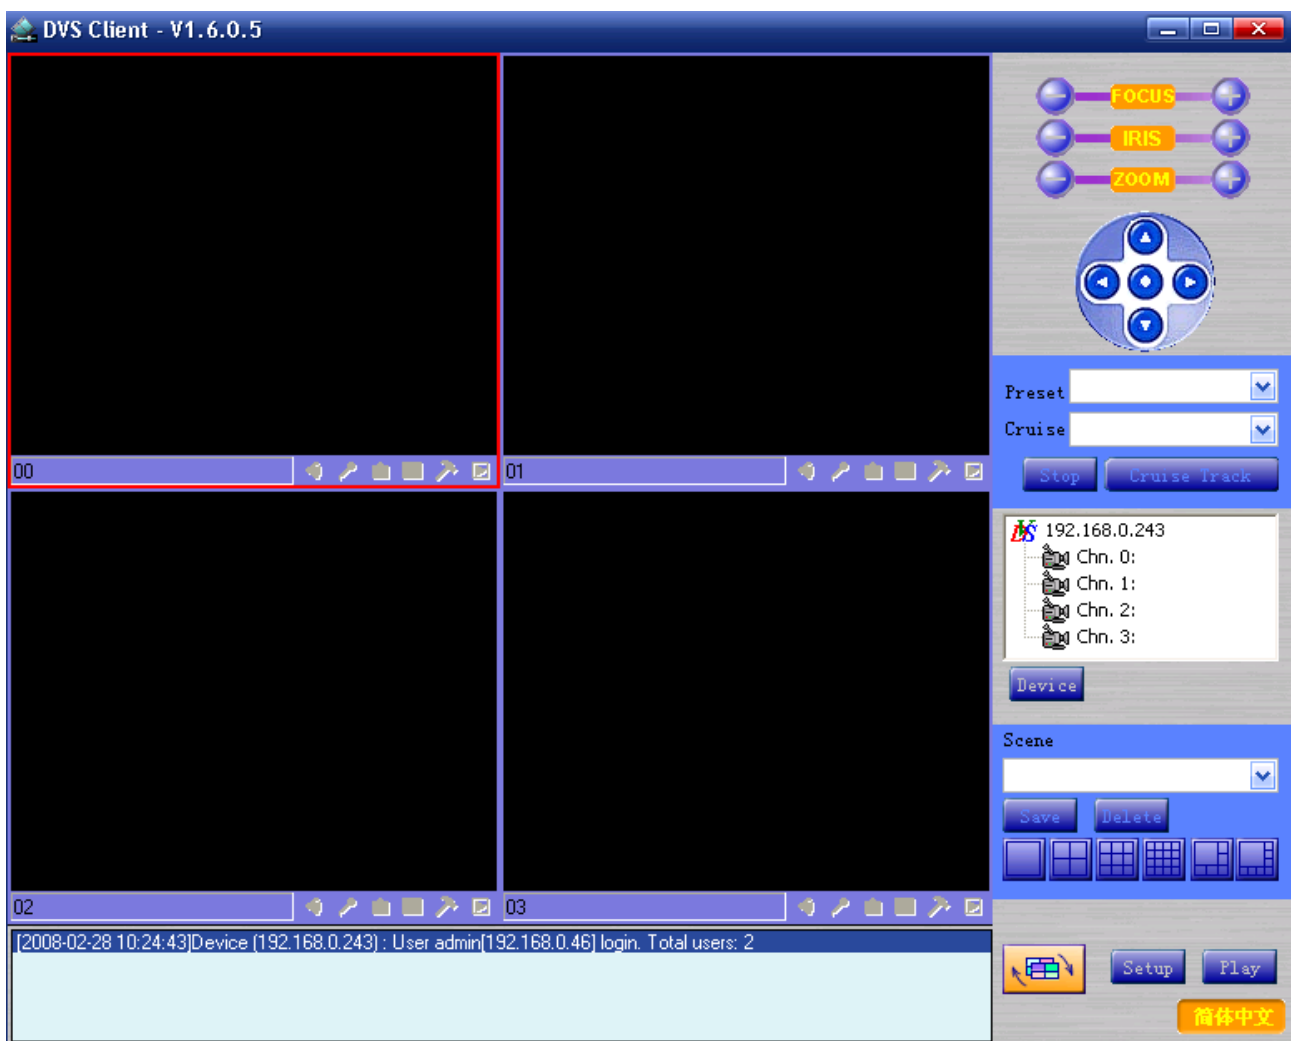 DVS Client - V1.6.0.5
FOCUS
IRIS
ZOOM
Preset
Cruise
Stop
Cruise Track
00
01
DVS 192.168.0.243
Chn. 0:
Chn. 1:
Chn. 2:
Chn. 3:
Device
Scene
Save
Delete
02
03
[2008-02-28 10:24:43]Device (192.168.0.243) : User admin[192.168.0.46] login. Total users: 2
Setup
Play
简体中文